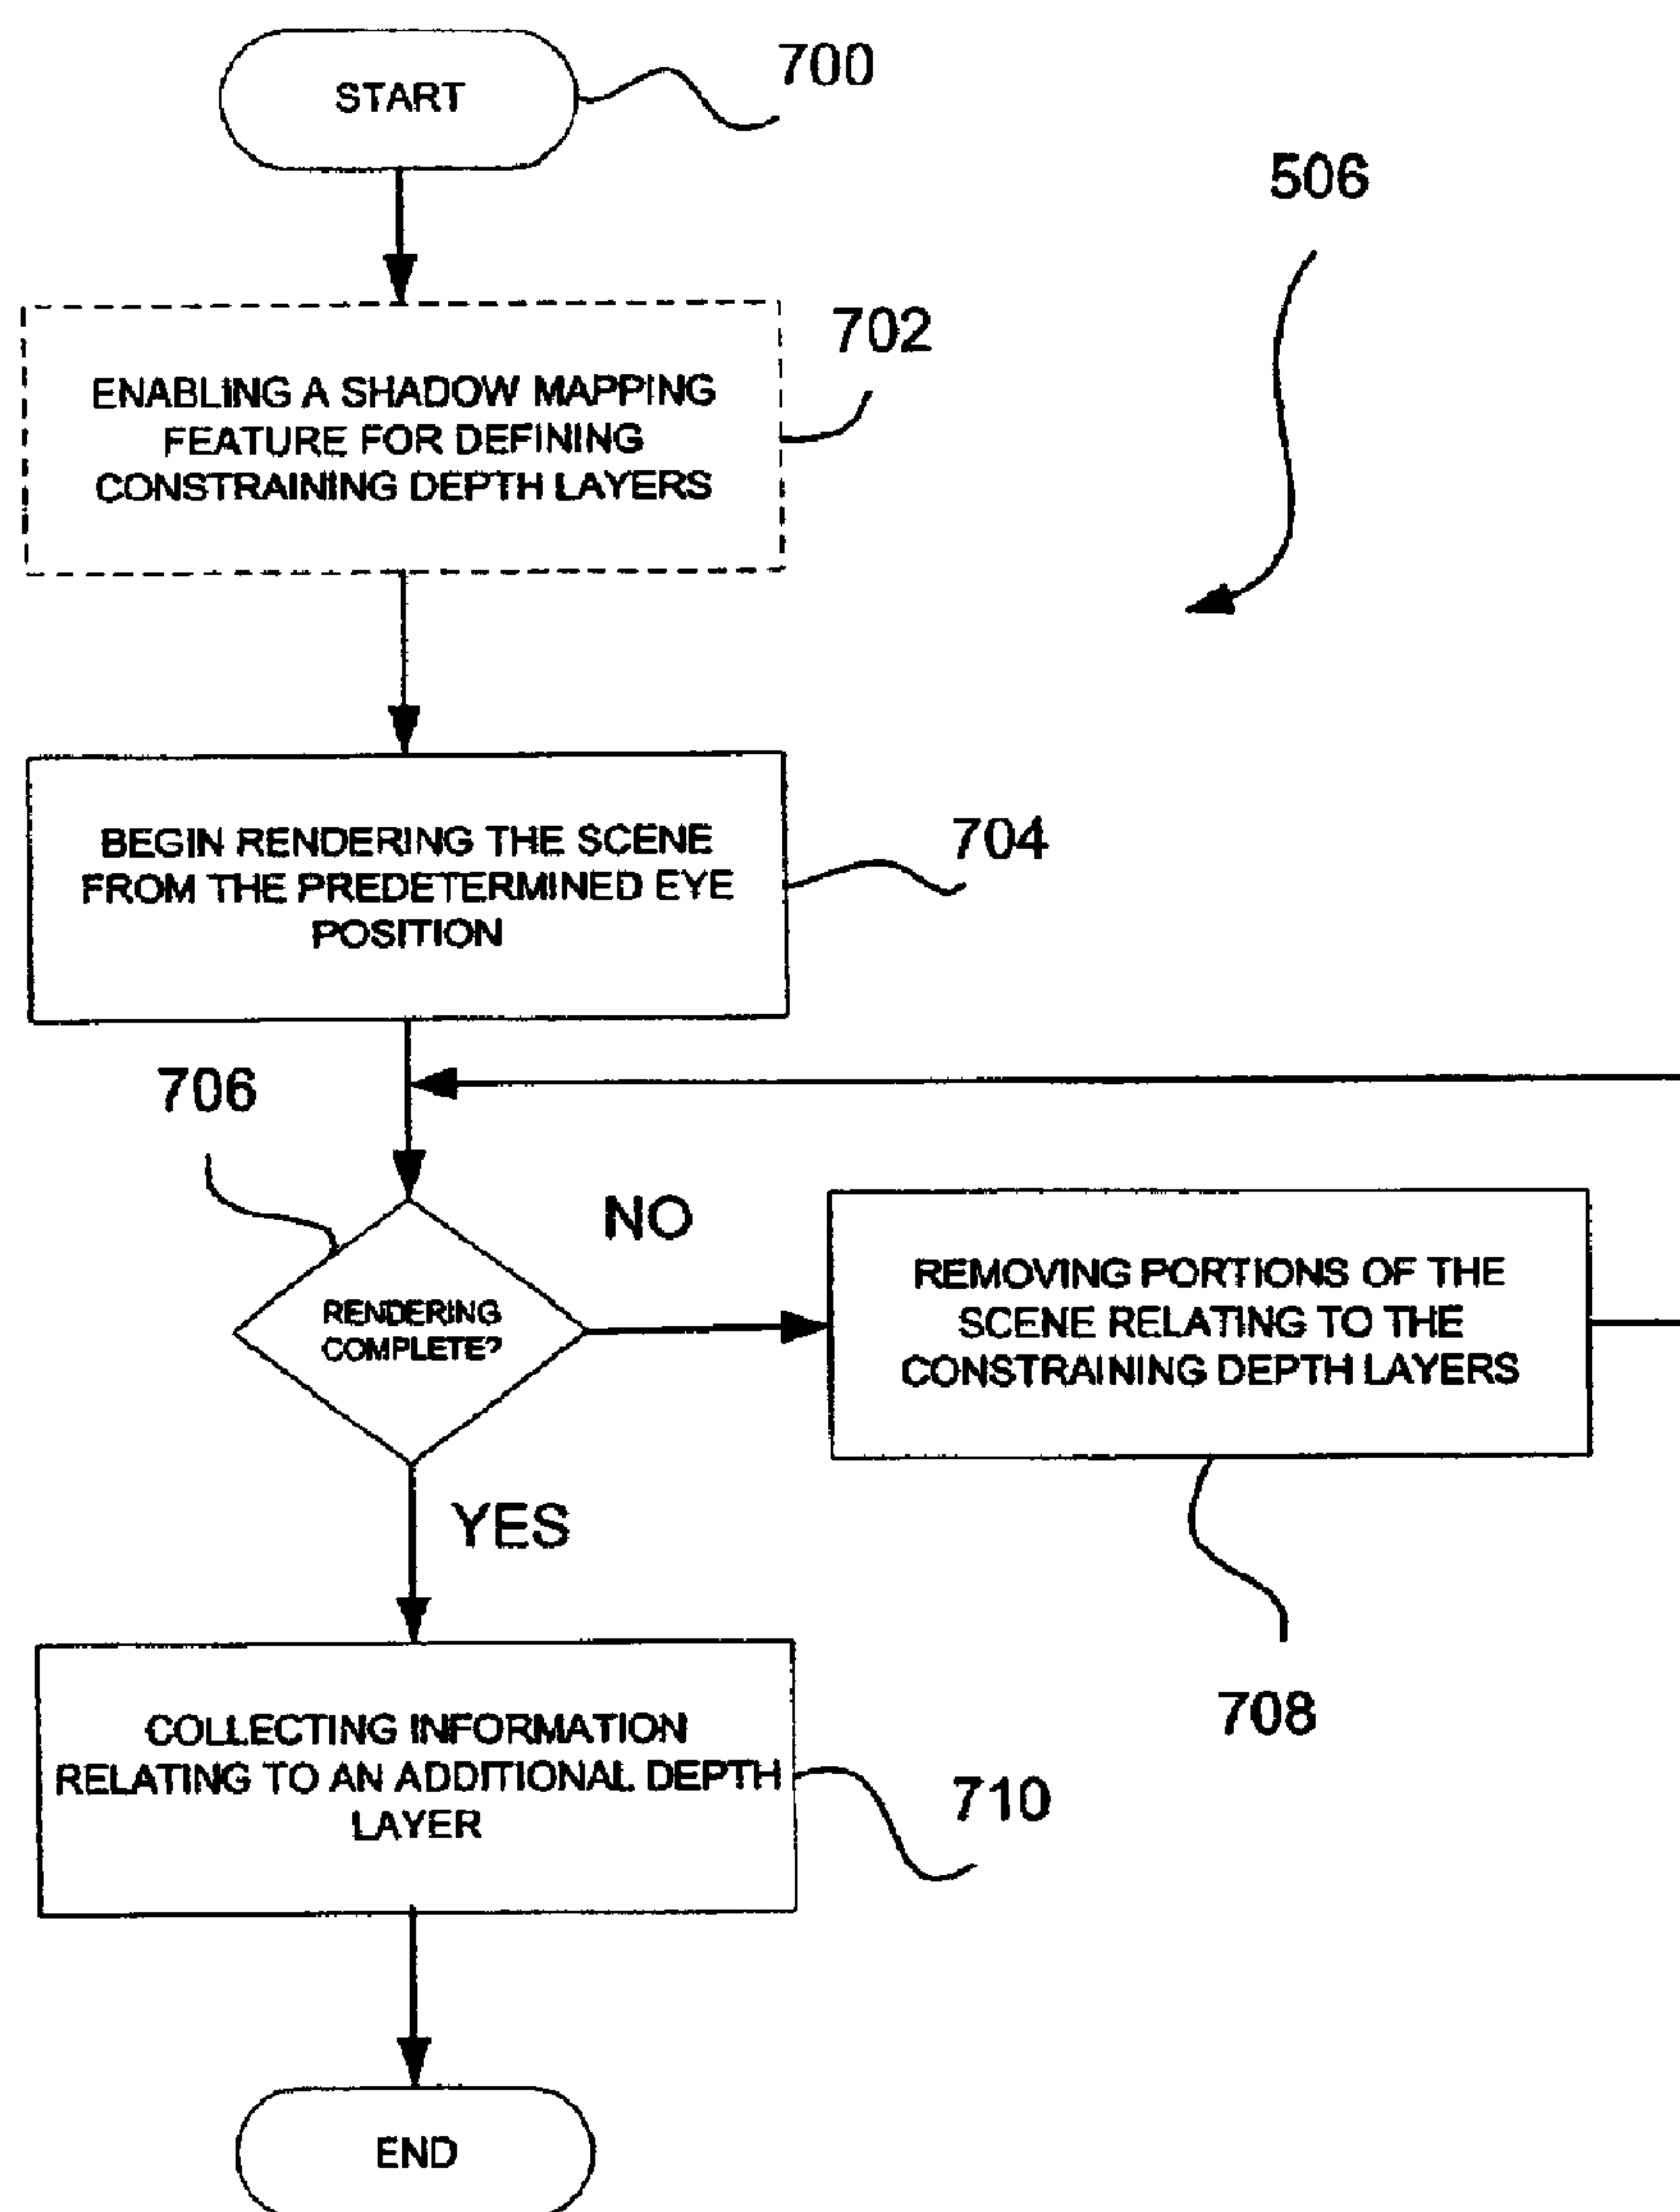 START
700
506
702
ENABLING A SHADOW MAPPING
FEATURE FOR DEFINING
CONSTRAINING DEPTH LAYERS
BEGIN RENDERING THE SCENE
FROM THE PREDETERMINED EYE
POSITION
704
706
NO
RENDERING
COMPLETE?
REMOVING PORTIONS OF THE
SCENE RELATING TO THE
CONSTRAINING DEPTH LAYERS
YES
708
COLLECTING INFORMATION
RELATING TO AN ADDITIONAL DEPTH
LAYER
710
END